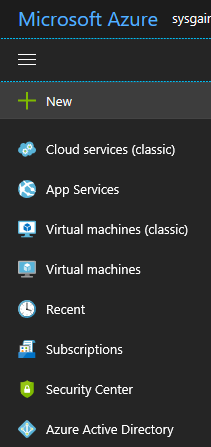 Microsoft Azure sysgain
New
Cloud services (classic)
App Services
Virtual machines (classic)
Virtual machines
Recent
Subscriptions
Security Center
Azure Active Directory